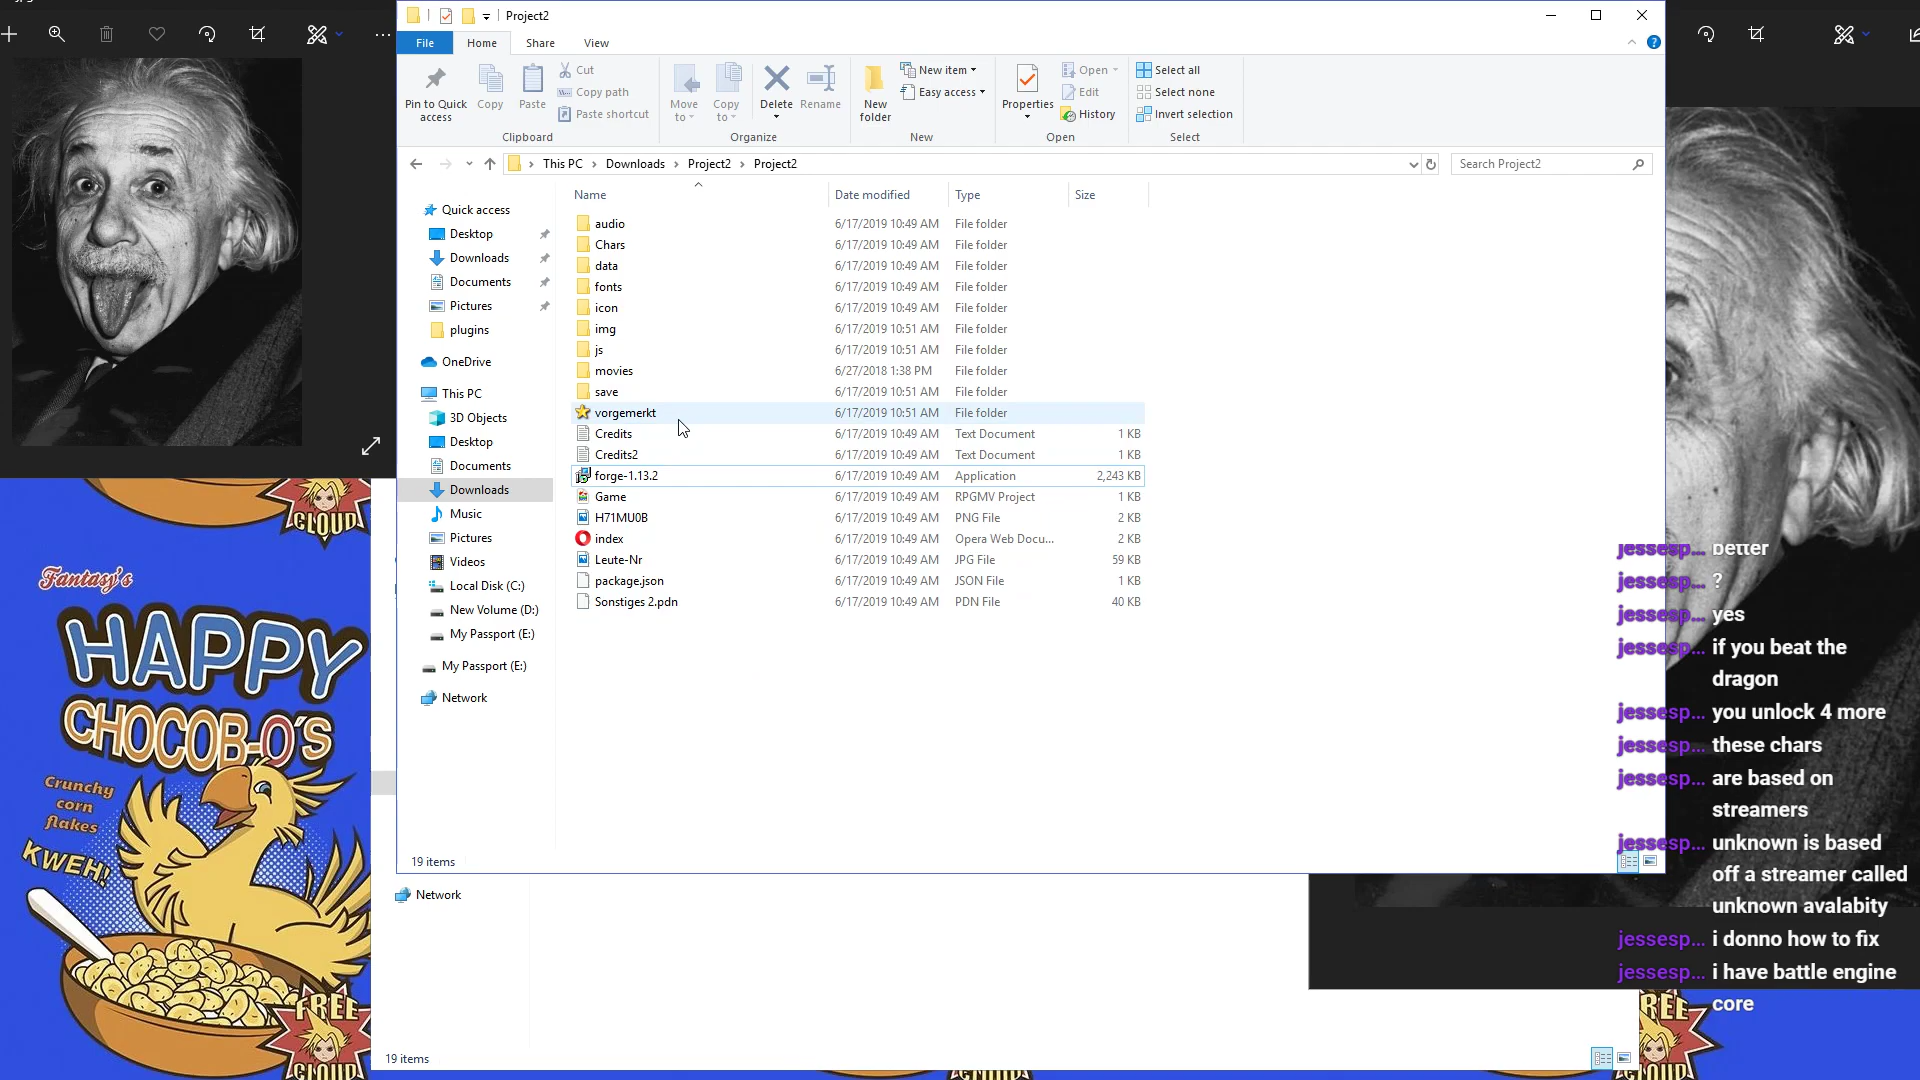 Project2
File
Home
Share
View
Pin to Quick access
Copy
Paste
Cut
Copy path
Paste shortcut
Clipboard
Move to
Copy to
Delete
Rename
Organize
New folder
New item
Easy access
New
Properties
Open
Edit
History
Open
Select all
Select none
Invert selection
Select
This PC > Downloads > Project2 > Project2
Search Project2
Name Date modified Type Size
Quick access
Desktop
Downloads
Documents
Pictures
plugins
OneDrive
This PC
3D Objects
Desktop
Documents
Downloads
Music
Pictures
Videos
Local Disk (C:)
New Volume (D:)
My Passport (E:)
My Passport (E:)
Network
audio 6/17/2019 10:49 AM File folder
Chars 6/17/2019 10:49 AM File folder
data 6/17/2019 10:49 AM File folder
fonts 6/17/2019 10:49 AM File folder
icon 6/17/2019 10:49 AM File folder
img 6/17/2019 10:51 AM File folder
js 6/17/2019 10:51 AM File folder
movies 6/27/2018 1:38 PM File folder
save 6/17/2019 10:51 AM File folder
vorgemerkt 6/17/2019 10:51 AM File folder
Credits 6/17/2019 10:49 AM Text Document 1 KB
Credits2 6/17/2019 10:49 AM Text Document 1 KB
forge-1.13.2 6/17/2019 10:49 AM Application 2,243 KB
Game 6/17/2019 10:49 AM RPGMV Project 1 KB
H71MU0B 6/17/2019 10:49 AM PNG File 2 KB
index 6/17/2019 10:49 AM Opera Web Docu... 2 KB
Leute-Nr 6/17/2019 10:49 AM JPG File 59 KB
package.json 6/17/2019 10:49 AM JSON File 1 KB
Sonstiges 2.pdn 6/17/2019 10:49 AM PDN File 40 KB
19 items
Network
19 items
CLOUD
Fantasy's
HAPPY
CHOCOB-O'S
Crunchy
corn
flakes
KWEH!
FREE
CLOUD
CLOUD
FREE
CLOUD
jessesp... better
jessesp... ?
jessesp... yes
jessesp... if you beat the
dragon
jessesp... you unlock 4 more
jessesp... these chars
jessesp... are based on
streamers
jessesp... unknown is based
off a streamer called
unknown avalabity
jessesp... i donno how to fix
jessesp... i have battle engine
core